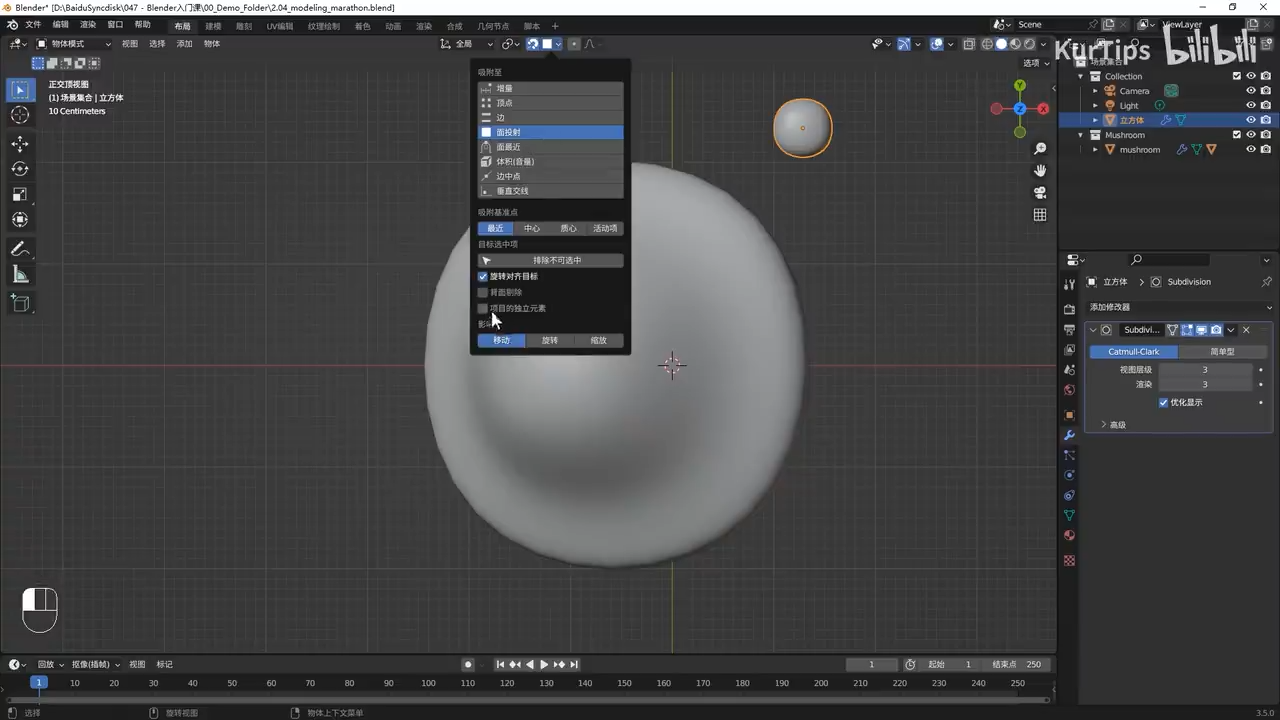 Blender* [D:\BaiduSyncdisk\047 - Blender入门课\00_Demo_Folder\2.04_modeling_marathon.blend]
文件 编辑 渲染 窗口 帮助 布局 建模 雕刻 UV编辑 纹理绘制 着色 动画 渲染 合成 几何节点 脚本 + Scene ViewLayer
物体模式 视图 选择 添加 物体 全局
KurTips bilibili
选项
正交顶视图
(1) 场景集合 | 立方体
10 Centimeters
吸附至
增量
顶点
边
面投射
面最近
体积(音量)
边中点
垂直交线
吸附基准点
最近 中心 质心 活动项
目标选中项
排除不可选中
旋转对齐目标
背面剔除
项目的独立元素
移动 旋转 缩放
Y
X
Z
场景集合
Collection
Camera
Light
立方体
Mushroom
mushroom
立方体 Subdivision
添加修改器
Subdivi...
Catmull-Clark 简单型
视图层级 3
渲染 3
优化显示
高级
回放 抠像(插帧) 视图 标记 1 起始 1 结束点 250
1 10 20 30 40 50 60 70 80 90 100 110 120 130 140 150 160 170 180 190 200 210 220 230 240 250
选择 旋转视图 物体上下文菜单 3.5.0